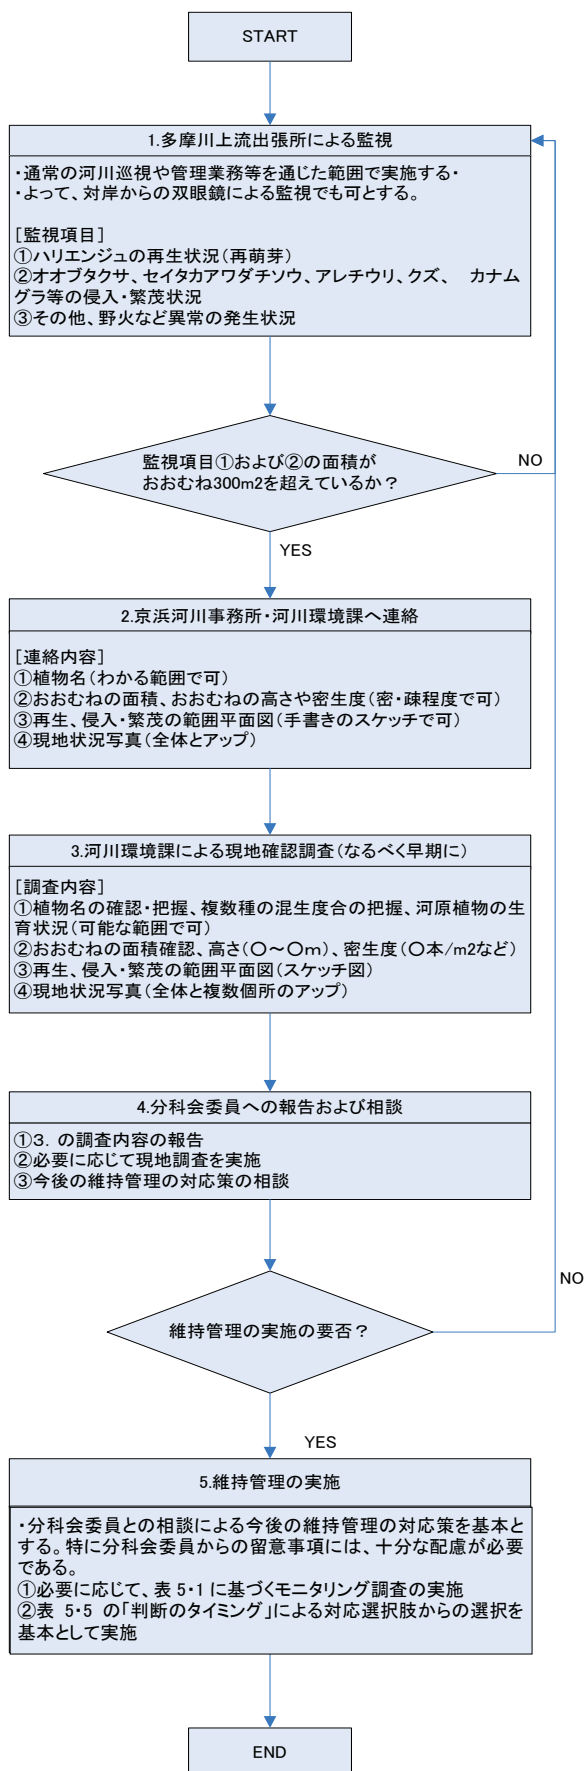 START
1.多摩川上流出張所による監視
・通常の河川巡視や管理業務等を通じた範囲で実施する・
・よって、対岸からの双眼鏡による監視でも可とする。
［監視項目］
①ハリエンジュの再生状況（再萌芽）
②オオブタクサ、セイタカアワダチソウ、アレチウリ、クズ、　カナム
グラ等の侵入・繁茂状況
③その他、野火など異常の発生状況
監視項目①および②の面積が
おおむね300m2を超えているか？
NO
YES
2.京浜河川事務所・河川環境課へ連絡
［連絡内容］
①植物名（わかる範囲で可）
②おおむねの面積、おおむねの高さや密生度（密・疎程度で可）
③再生、侵入・繁茂の範囲平面図（手書きのスケッチで可）
④現地状況写真（全体とアップ）
3.河川環境課による現地確認調査（なるべく早期に）
［調査内容］
①植物名の確認・把握、複数種の混生度合の把握、河原植物の生
育状況（可能な範囲で可）
②おおむねの面積確認、高さ（〇～〇ｍ）、密生度（〇本/m2など）
③再生、侵入・繁茂の範囲平面図（スケッチ図）
④現地状況写真（全体と複数個所のアップ）
4.分科会委員への報告および相談
①３．の調査内容の報告
②必要に応じて現地調査を実施
③今後の維持管理の対応策の相談
維持管理の実施の要否？
NO
YES
5.維持管理の実施
・分科会委員との相談による今後の維持管理の対応策を基本と
する。特に分科会委員からの留意事項には、十分な配慮が必要
である。
①必要に応じて、表 5・1 に基づくモニタリング調査の実施
②表 5・5 の「判断のタイミング」による対応選択肢からの選択を
基本として実施
END